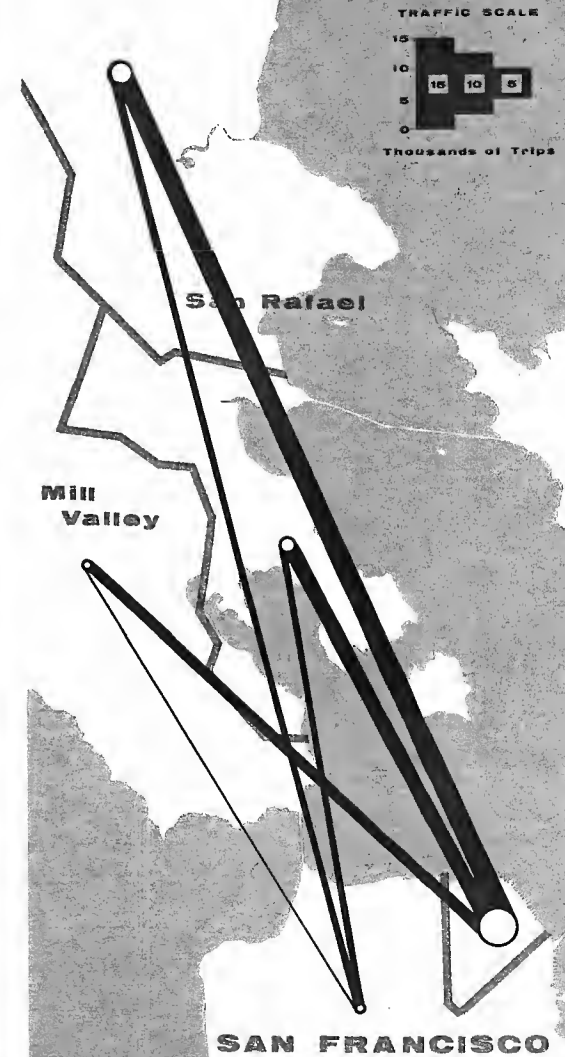 TRAFFIC SCALE
15
10
5
0
15 10 5
Thousands of Trips
San Rafael
Mill
Valley
SAN FRANCISCO